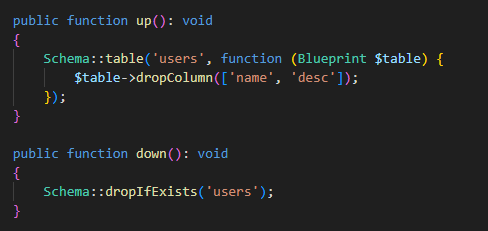 public function up(): void
{
    Schema::table('users', function (Blueprint $table) {
        $table->dropColumn(['name', 'desc']);
    });
}

public function down(): void
{
    Schema::dropIfExists('users');
}